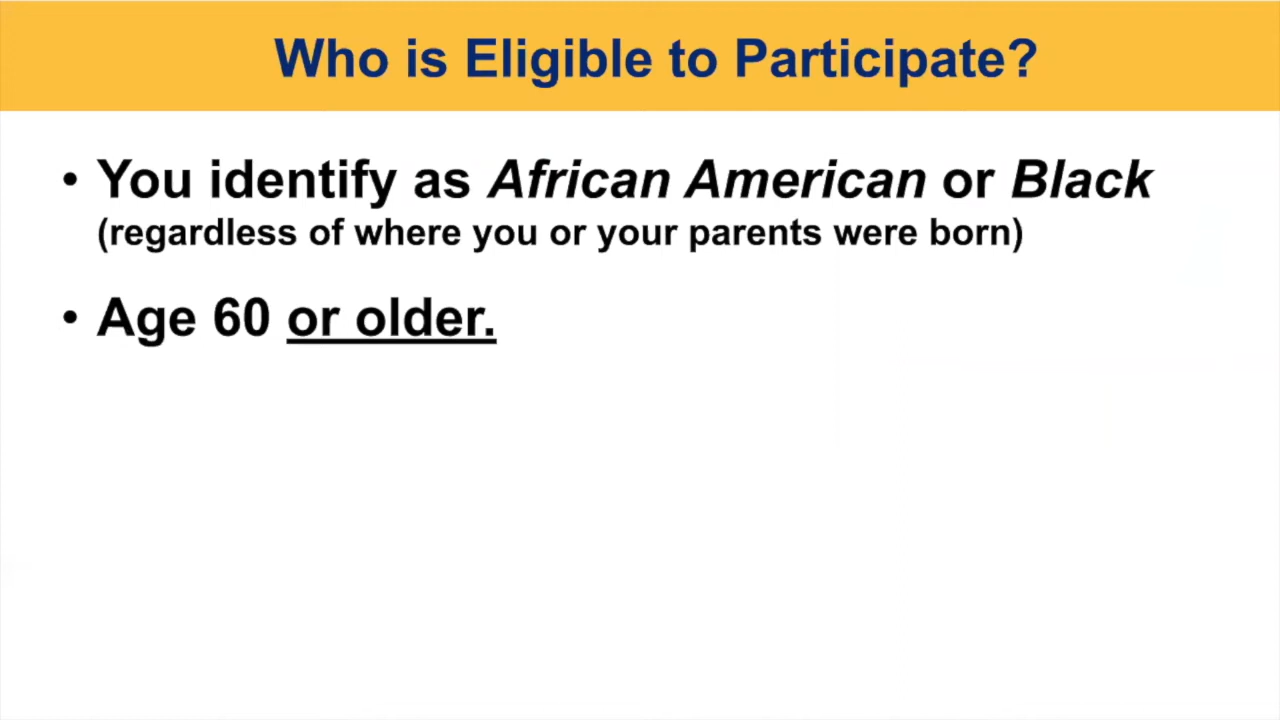 Who is Eligible to Participate?
• You identify as African American or Black
(regardless of where you or your parents were born)
• Age 60 or older.